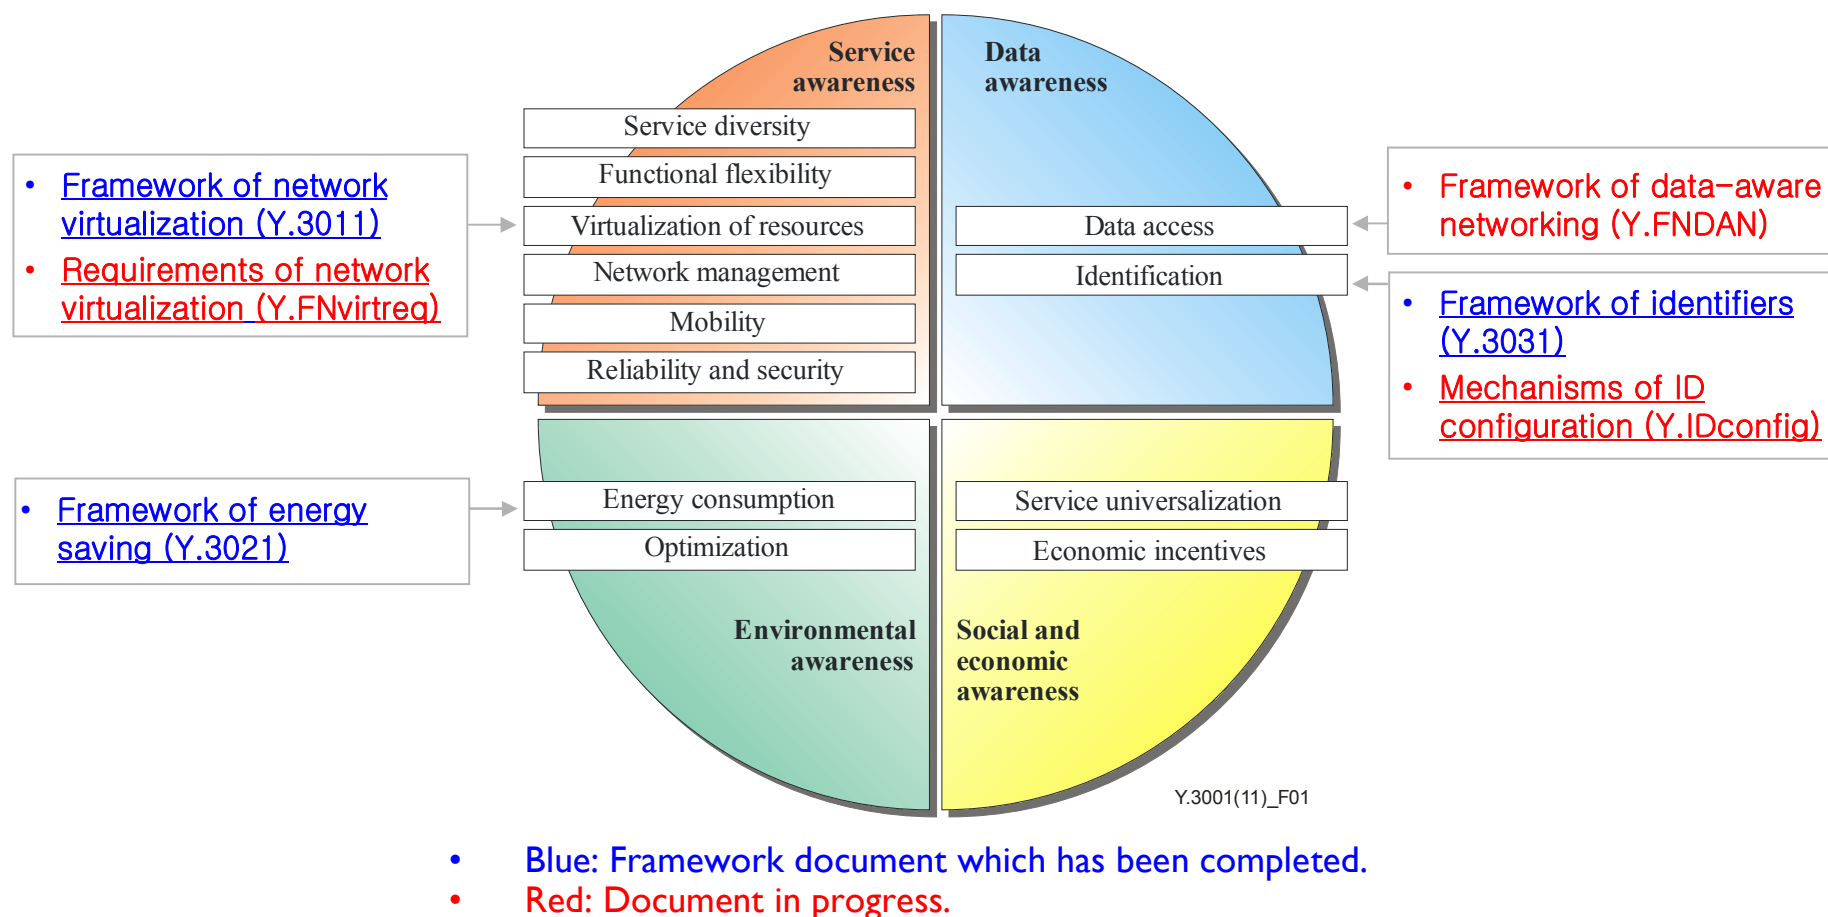 Service
awareness
Data
awareness
Service diversity
Functional flexibility
Virtualization of resources
Network management
Mobility
Reliability and security
Data access
Identification
• Framework of network
virtualization (Y.3011)
• Requirements of network
virtualization (Y.FNvirtreq)
• Framework of data-aware
networking (Y.FNDAN)
• Framework of identifiers
(Y.3031)
• Mechanisms of ID
configuration (Y.IDconfig)
• Framework of energy
saving (Y.3021)
Energy consumption
Optimization
Service universalization
Economic incentives
Environmental
awareness
Social and
economic
awareness
Y.3001(11)_F01
• Blue: Framework document which has been completed.
• Red: Document in progress.